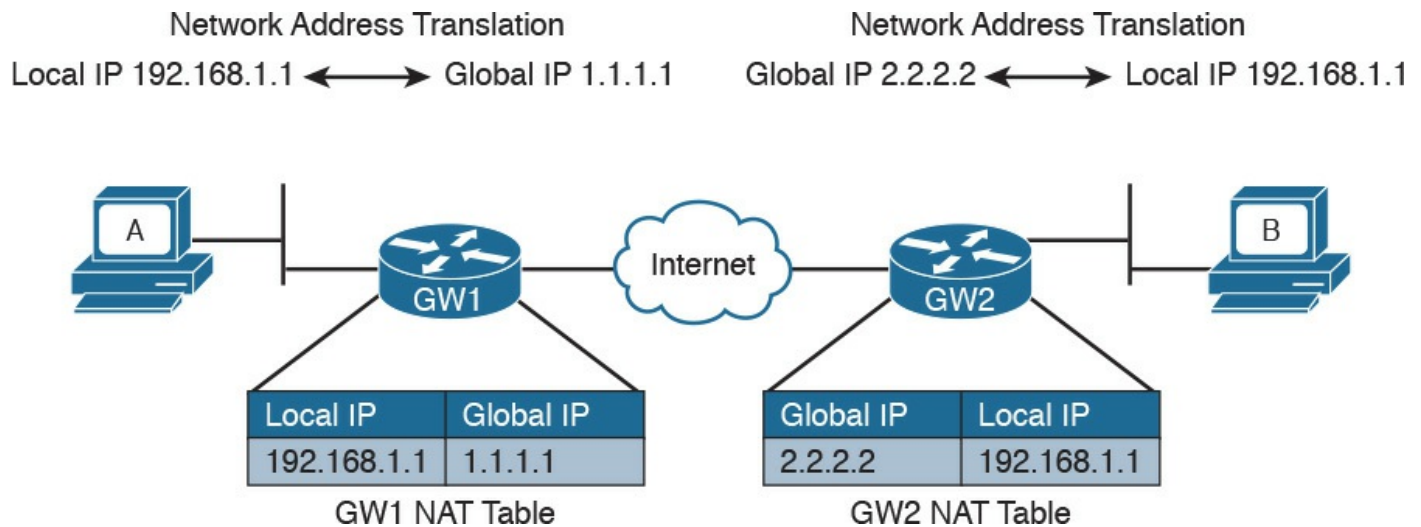 Network Address Translation
Local IP 192.168.1.1 Global IP 1.1.1.1
Network Address Translation
Global IP 2.2.2.2 Local IP 192.168.1.1
A
GW1
Internet
GW2
B
Local IP Global IP
192.168.1.1 1.1.1.1
GW1 NAT Table
Global IP Local IP
2.2.2.2 192.168.1.1
GW2 NAT Table